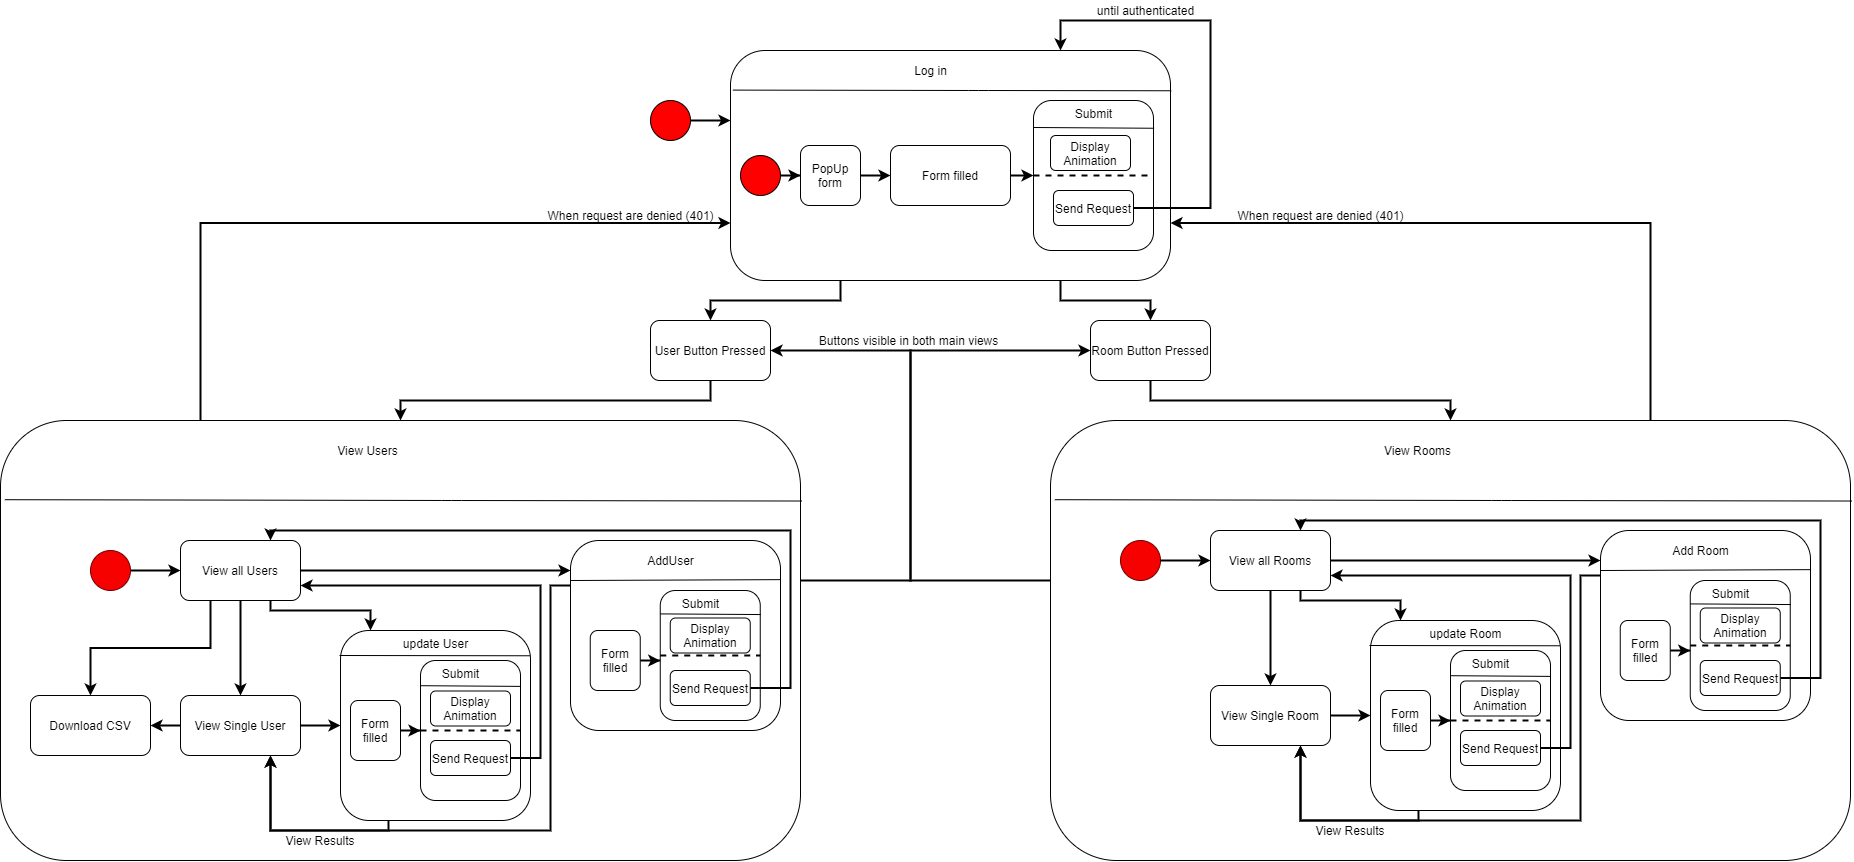 until authenticated
Log in
Submit
Display
Animation
PopUp
form
Form filled
Send Request
When request are denied (401)
When request are denied (401)
User Button Pressed
Buttons visible in both main views
Room Button Pressed
View Users
View all Users
AddUser
Submit
Display
Animation
Form
filled
Send Request
update User
Submit
Display
Animation
Form
filled
Send Request
Download CSV
View Single User
View Results
View Rooms
View all Rooms
Add Room
Submit
Display
Animation
Form
filled
Send Request
update Room
Submit
Display
Animation
Form
filled
Send Request
View Single Room
View Results